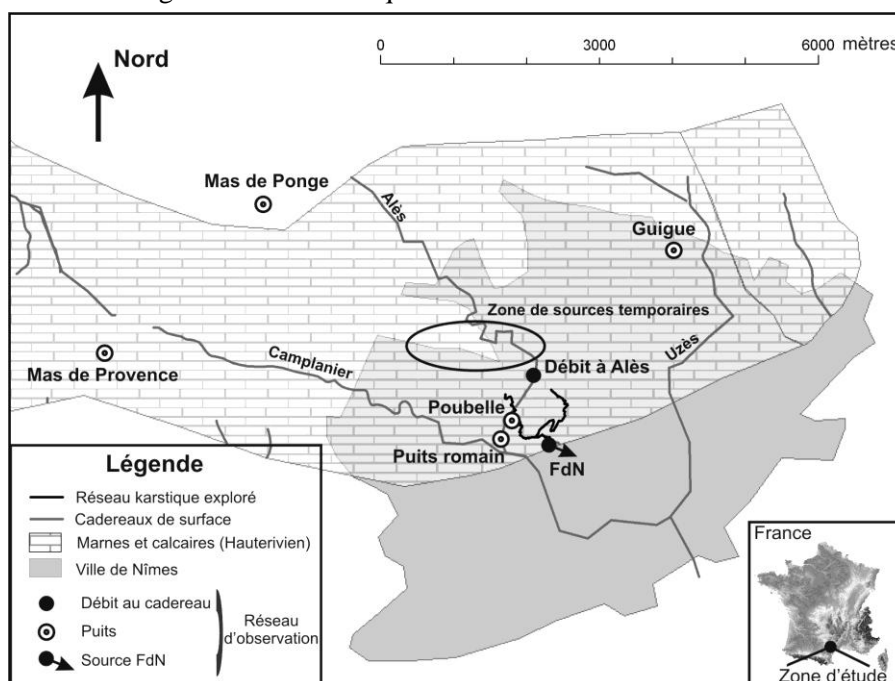 0 3000 6000 mètres
Nord
Mas de Ponge
Alès
Guigue
Zone de sources temporaires
Camplanier
Mas de Provence
Débit à Alès
Uzès
Poubelle
Puits romain
FdN
Légende
Réseau karstique exploré
Cadereaux de surface
Marnes et calcaires (Hauterivien)
Ville de Nîmes
Débit au cadereau
Puits
Source FdN
Réseau
d'observation
France
Zone d'étude